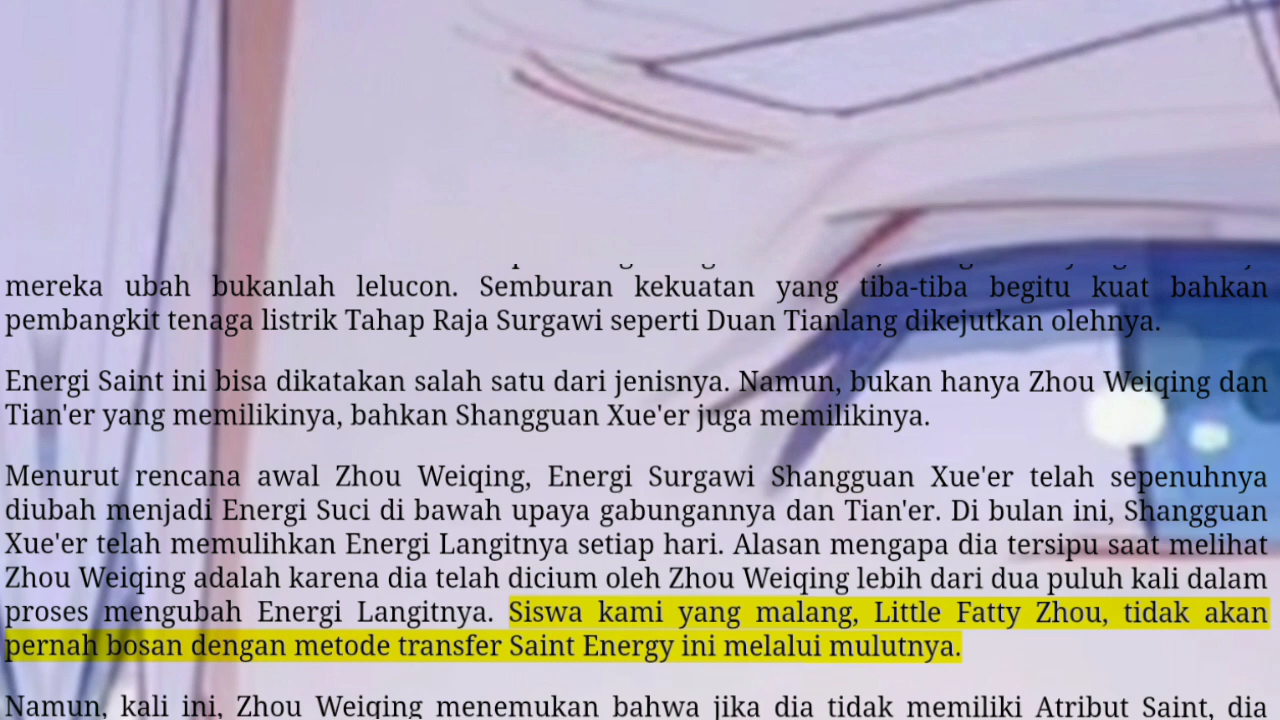 mereka ubah bukanlah lelucon. Semburan kekuatan yang tiba-tiba begitu kuat bahkan
pembangkit tenaga listrik Tahap Raja Surgawi seperti Duan Tianlang dikejutkan olehnya.
Energi Saint ini bisa dikatakan salah satu dari jenisnya. Namun, bukan hanya Zhou Weiqing dan
Tian'er yang memilikinya, bahkan Shangguan Xue'er juga memilikinya.
Menurut rencana awal Zhou Weiqing, Energi Surgawi Shangguan Xue'er telah sepenuhnya
diubah menjadi Energi Suci di bawah upaya gabungannya dan Tian'er. Di bulan ini, Shangguan
Xue'er telah memulihkan Energi Langitnya setiap hari. Alasan mengapa dia tersipu saat melihat
Zhou Weiqing adalah karena dia telah dicium oleh Zhou Weiqing lebih dari dua puluh kali dalam
proses mengubah Energi Langitnya. Siswa kami yang malang, Little Fatty Zhou, tidak akan
pernah bosan dengan metode transfer Saint Energy ini melalui mulutnya.
Namun, kali ini, Zhou Weiqing menemukan bahwa jika dia tidak memiliki Atribut Saint, dia